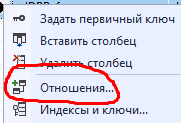 Задать первичный ключ
Вставить столбец
Удалить столбец
Отношения...
Индексы и ключи...